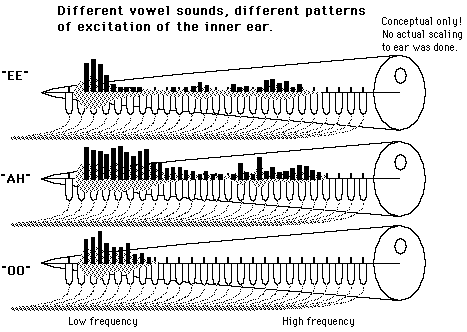 Different vowel sounds, different patterns
of excitation of the inner ear.
Conceptual only!
No actual scaling
to ear was done.
"EE"
"AH"
"OO"
Low frequency
High frequency